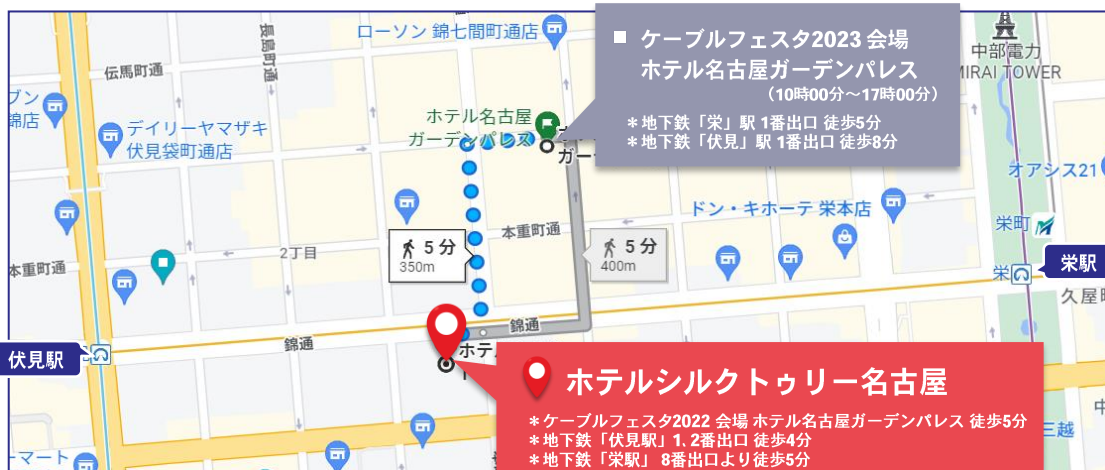 ローソン 錦七間町通店
長島町通
伝馬町通
デイリーヤマザキ
伏見袋町通店
ホテル名古屋
ガーデンパレス
■ ケーブルフェスタ2023 会場
ホテル名古屋ガーデンパレス
(10時00分〜17時00分)
＊地下鉄「栄」駅 1番出口 徒歩5分
＊地下鉄「伏見」駅 1番出口 徒歩8分
中部電力
MIRAI TOWER
オアシス21
ドン・キホーテ 栄本店
栄町
本重町通
5 分
350m
5 分
400m
2丁目
本重町通
栄
栄駅
錦通
錦通
伏見駅
ホテルシルクトゥリー名古屋
＊ケーブルフェスタ2022 会場 ホテル名古屋ガーデンパレス 徒歩5分
＊地下鉄「伏見駅」1, 2番出口 徒歩4分
＊地下鉄「栄駅」 8番出口より徒歩5分
三越